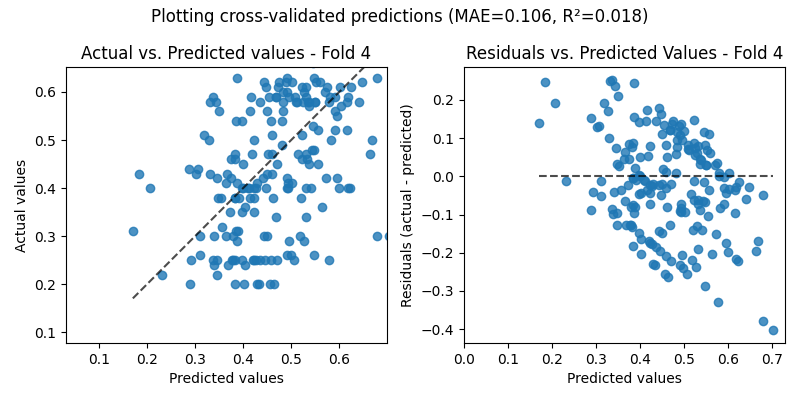 Plotting cross-validated predictions (MAE=0.106, R²=0.018)
Actual vs. Predicted values - Fold 4
Actual values
0.6
0.5
0.4
0.3
0.2
0.1
0.1 0.2 0.3 0.4 0.5 0.6
Predicted values
Residuals vs. Predicted Values - Fold 4
Residuals (actual - predicted)
0.2
0.1
0.0
−0.1
−0.2
−0.3
−0.4
0.0 0.1 0.2 0.3 0.4 0.5 0.6 0.7
Predicted values